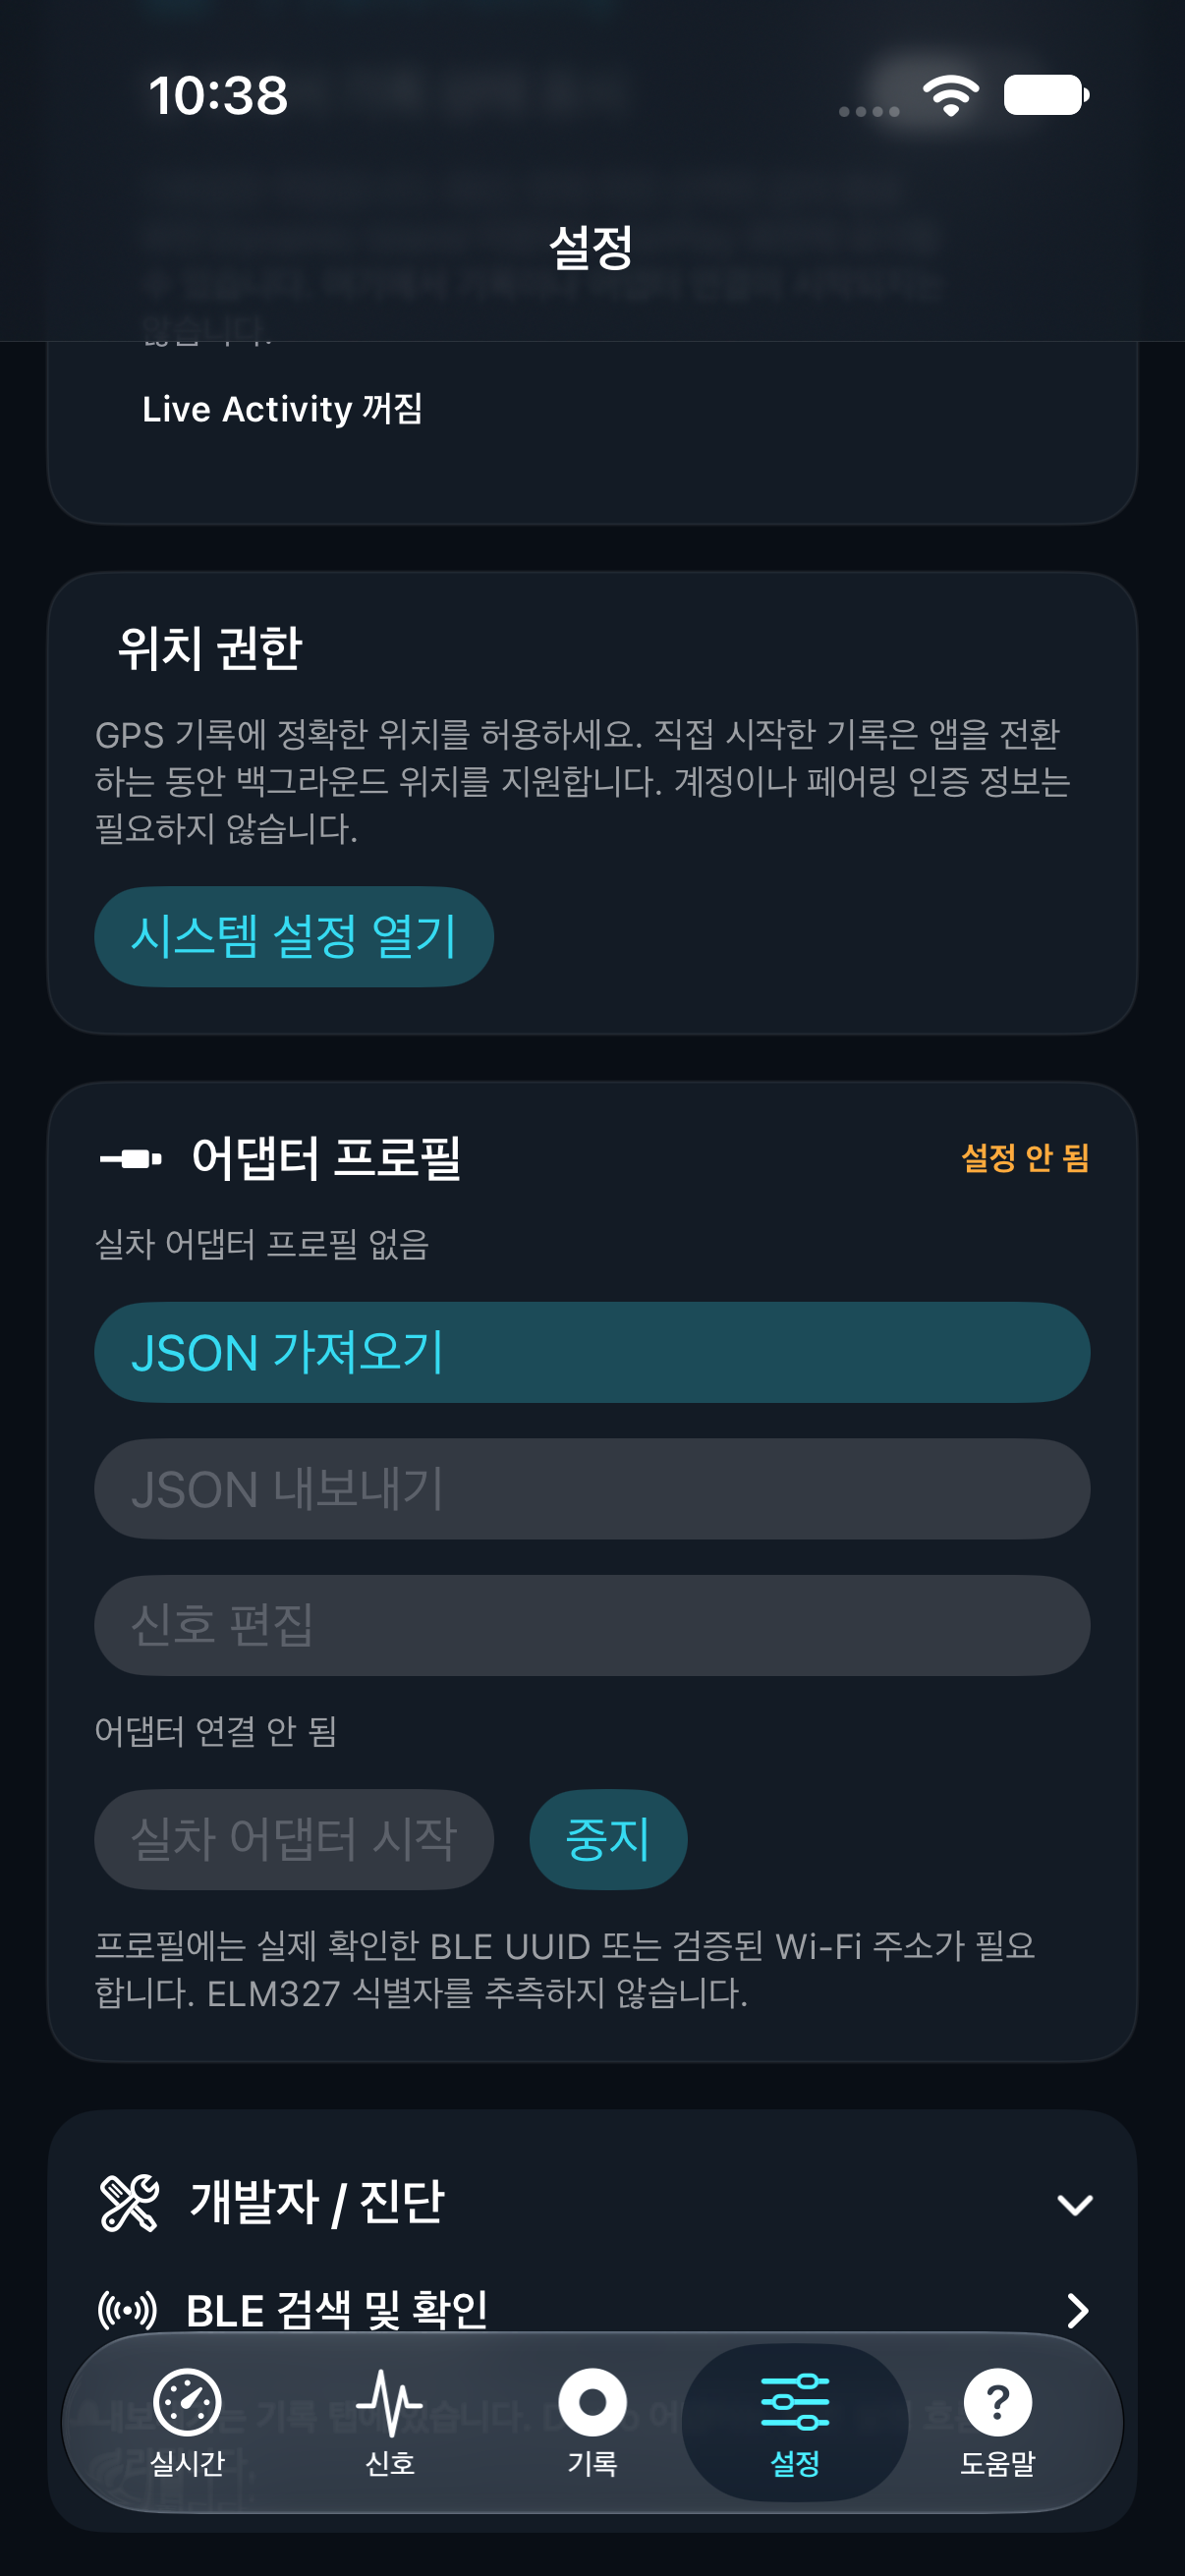 10:38
설정
않습니다.
Live Activity 꺼짐
위치 권한
GPS 기록에 정확한 위치를 허용하세요. 직접 시작한 기록은 앱을 전환
하는 동안 백그라운드 위치를 지원합니다. 계정이나 페어링 인증 정보는
필요하지 않습니다.
시스템 설정 열기
어댑터 프로필
설정 안 됨
실차 어댑터 프로필 없음
JSON 가져오기
JSON 내보내기
신호 편집
어댑터 연결 안 됨
실차 어댑터 시작
중지
프로필에는 실제 확인한 BLE UUID 또는 검증된 Wi-Fi 주소가 필요
합니다. ELM327 식별자를 추측하지 않습니다.
개발자 / 진단
BLE 검색 및 확인
실시간
신호
기록
설정
도움말